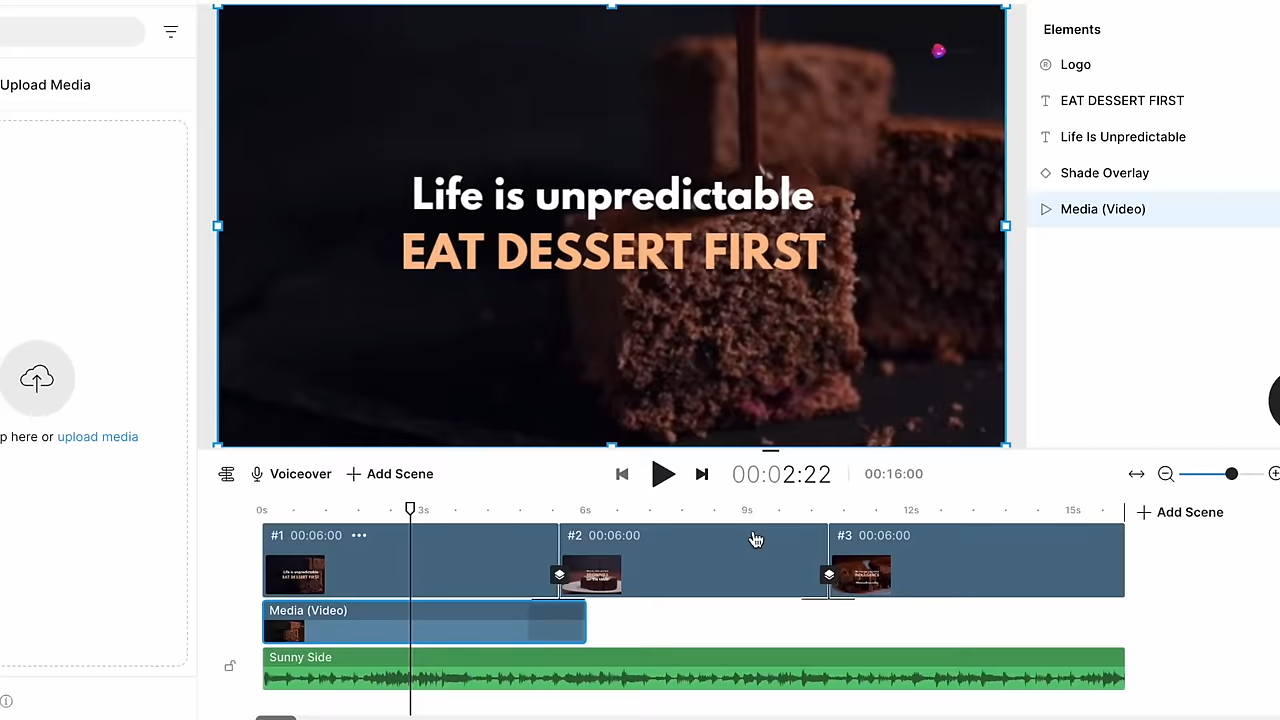 Upload Media
p here or upload media
Life is unpredictable
EAT DESSERT FIRST
Elements
Logo
EAT DESSERT FIRST
Life Is Unpredictable
Shade Overlay
Media (Video)
Voiceover
Add Scene
00:02:22
00:16:00
0s
3s
6s
9s
12s
15s
Add Scene
#1 00:06:00
#2 00:06:00
#3 00:06:00
Media (Video)
Sunny Side